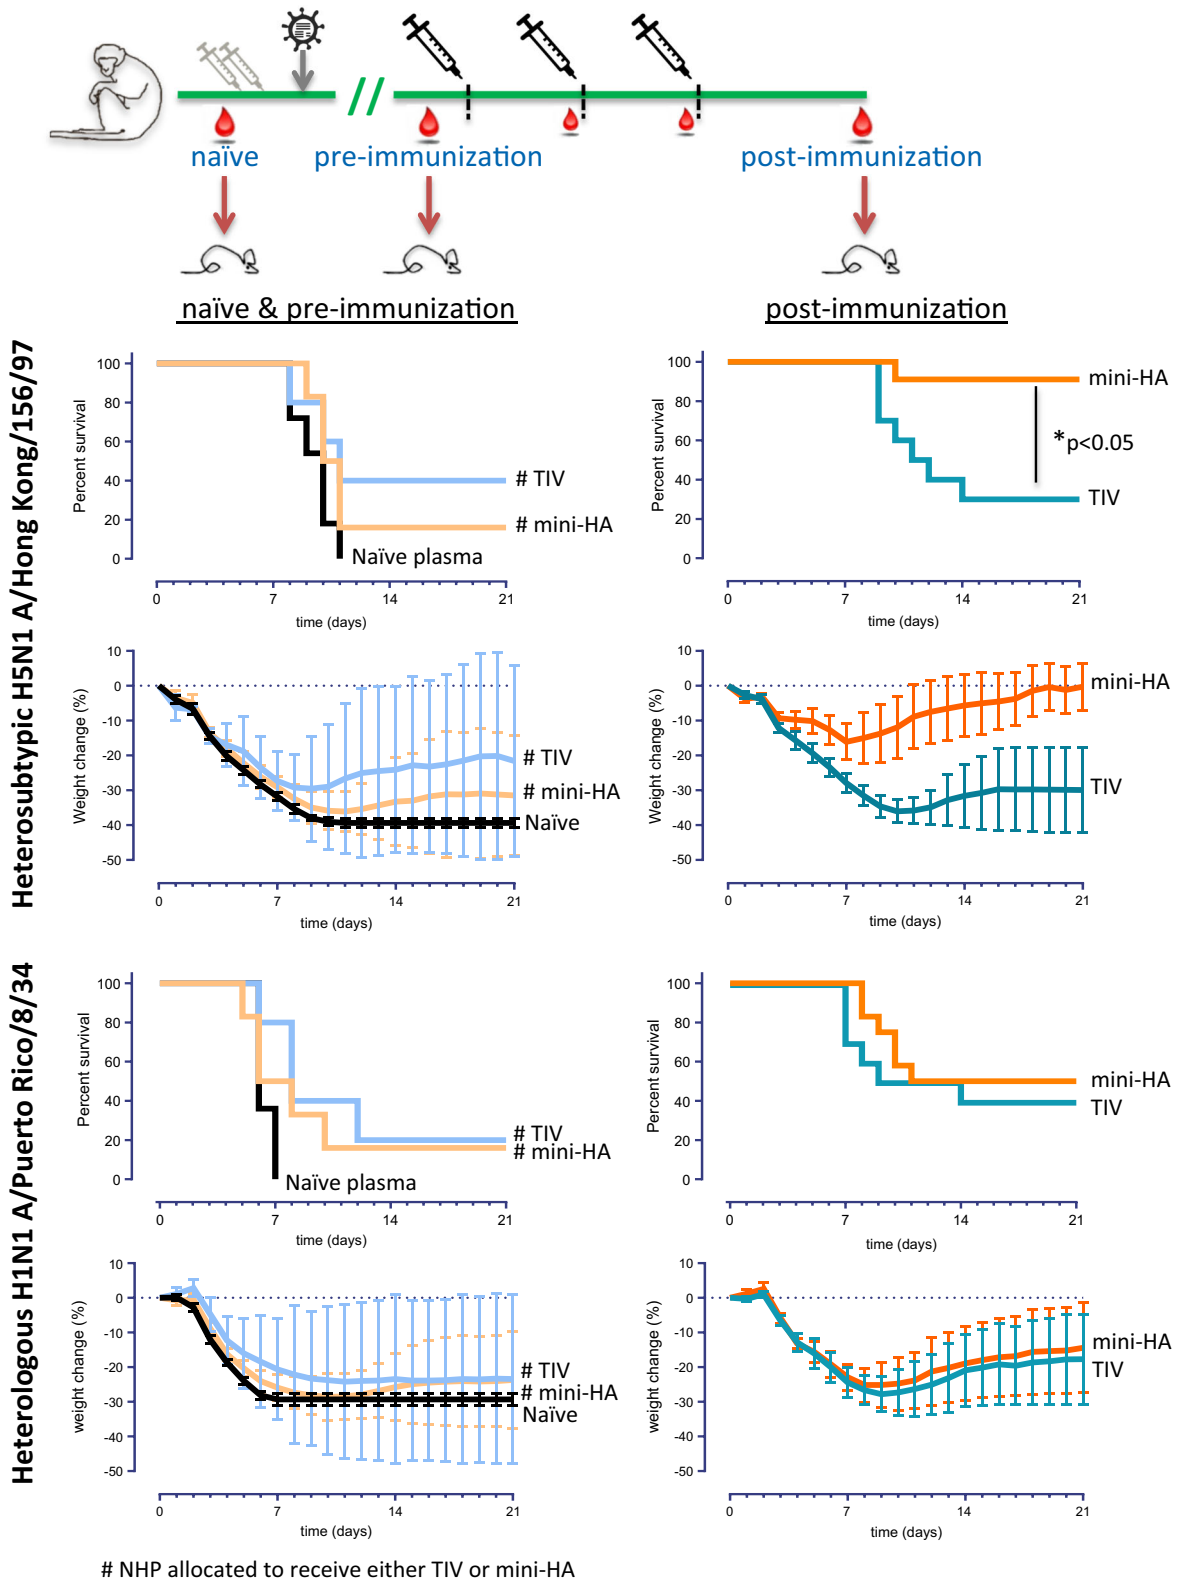 naïve
pre-immunization
post-immunization
naïve & pre-immunization
post-immunization
Heterosubtypic H5N1 A/Hong Kong/156/97
Percent survival
100
80
60
40
20
0
# TIV
# mini-HA
Naïve plasma
0
7
14
21
time (days)
Percent survival
100
80
60
40
20
0
mini-HA
*p<0.05
TIV
0
7
14
21
time (days)
Weight change (%)
10
0
-10
-20
-30
-40
-50
# TIV
# mini-HA
Naïve
0
7
14
21
time (days)
Weight change (%)
10
0
-10
-20
-30
-40
-50
mini-HA
TIV
0
7
14
21
time (days)
Heterologous H1N1 A/Puerto Rico/8/34
Percent survival
100
80
60
40
20
0
# TIV
# mini-HA
Naïve plasma
0
7
14
21
time (days)
Percent survival
100
80
60
40
20
0
mini-HA
TIV
0
7
14
21
time (days)
weight change (%)
10
0
-10
-20
-30
-40
-50
# TIV
# mini-HA
Naïve
0
7
14
21
time (days)
weight change (%)
10
0
-10
-20
-30
-40
-50
mini-HA
TIV
0
7
14
21
time (days)
# NHP allocated to receive either TIV or mini-HA